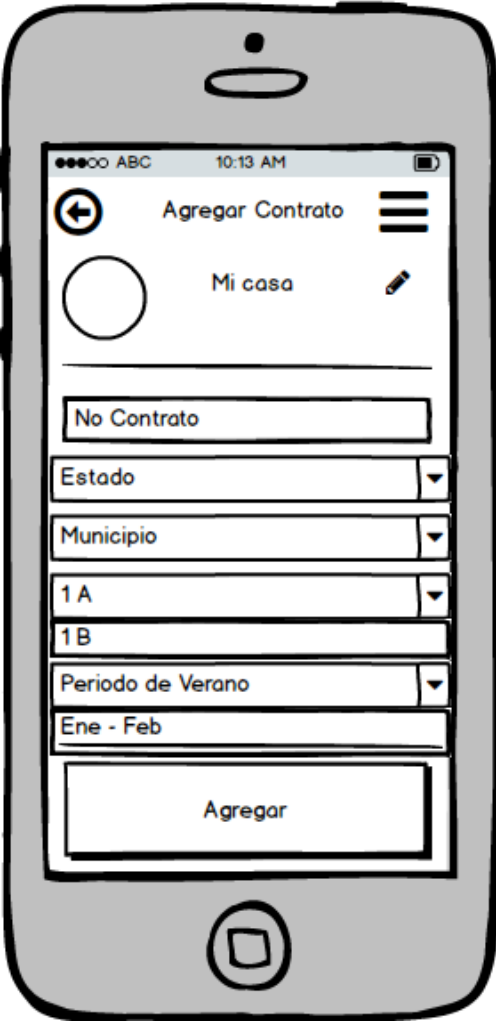 ABC 10:13 AM
Agregar Contrato
Mi casa
No Contrato
Estado
Municipio
1 A
1 B
Periodo de Verano
Ene - Feb
Agregar